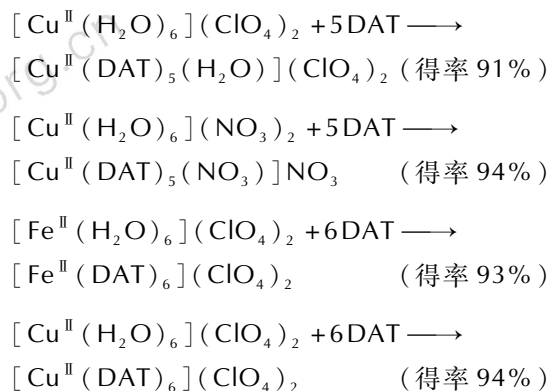 [Cu^Ⅱ(H₂O)₆](ClO₄)₂ +5DAT ⟶
[Cu^Ⅱ(DAT)₅(H₂O)](ClO₄)₂ (得率 91%)
[Cu^Ⅱ(H₂O)₆](NO₃)₂ +5DAT ⟶
[Cu^Ⅱ(DAT)₅(NO₃)]NO₃ (得率 94%)
[Fe^Ⅱ(H₂O)₆](ClO₄)₂ +6DAT ⟶
[Fe^Ⅱ(DAT)₆](ClO₄)₂ (得率 93%)
[Cu^Ⅱ(H₂O)₆](ClO₄)₂ +6DAT ⟶
[Cu^Ⅱ(DAT)₆](ClO₄)₂ (得率 94%)
org.cn